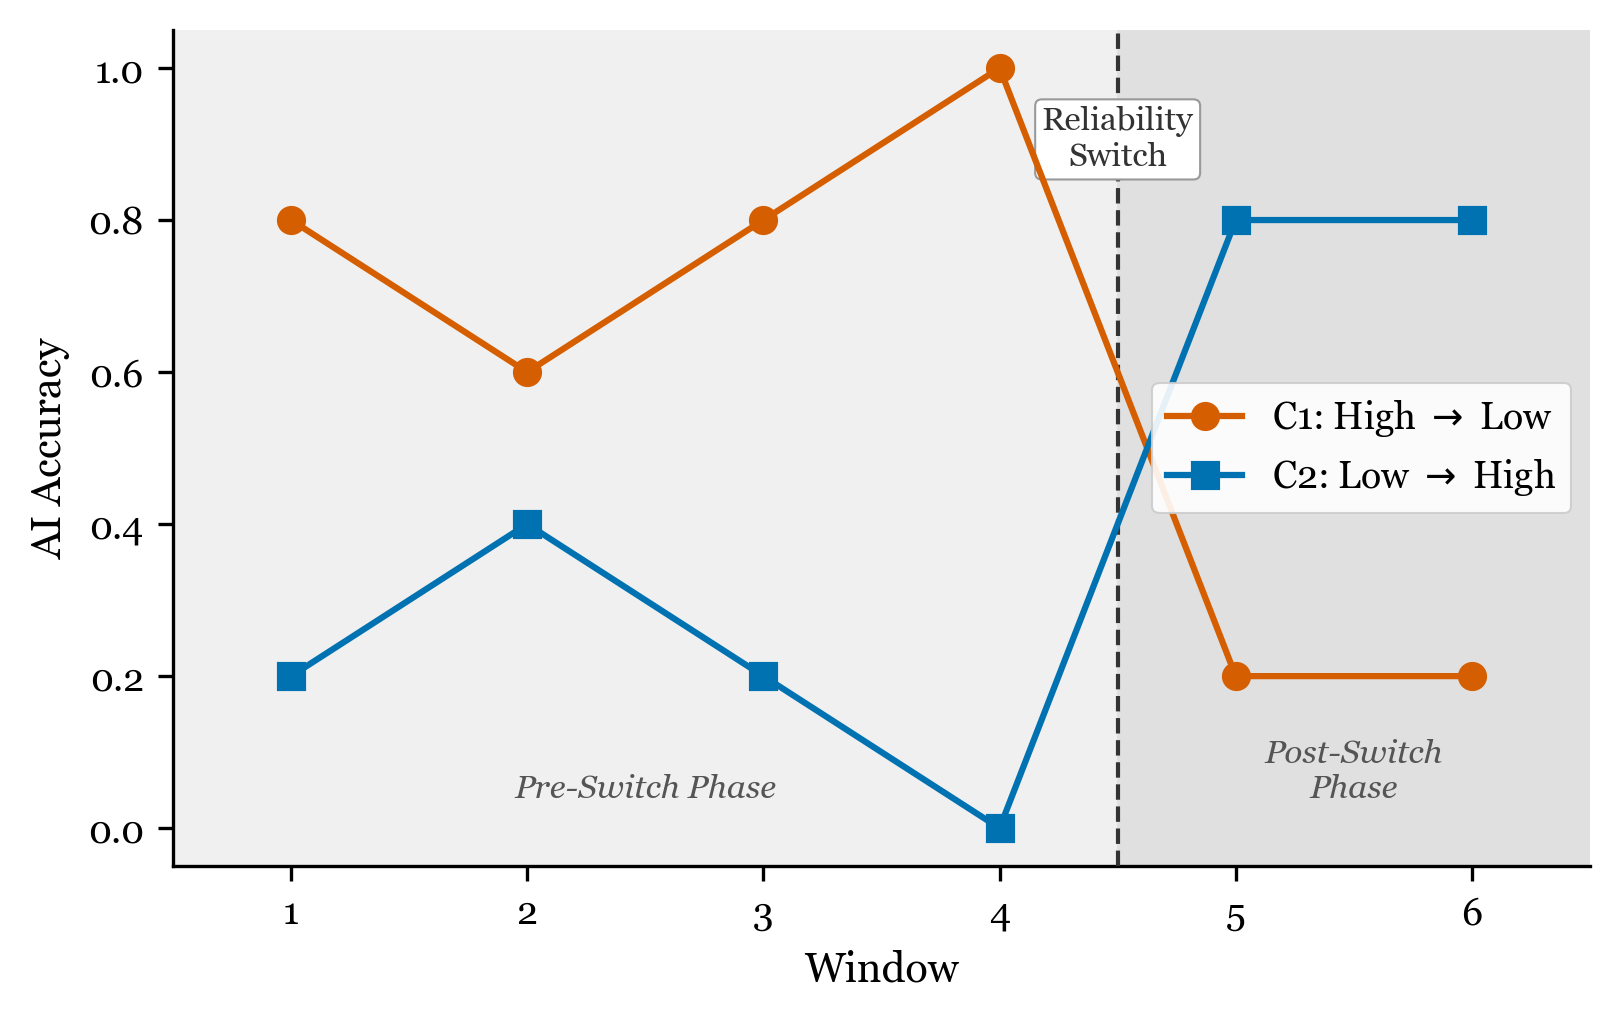 1.0
0.8
0.6
0.4
0.2
0.0
AI Accuracy
Reliability
Switch
C1: High → Low
C2: Low → High
Pre-Switch Phase
Post-Switch
Phase
1 2 3 4 5 6
Window